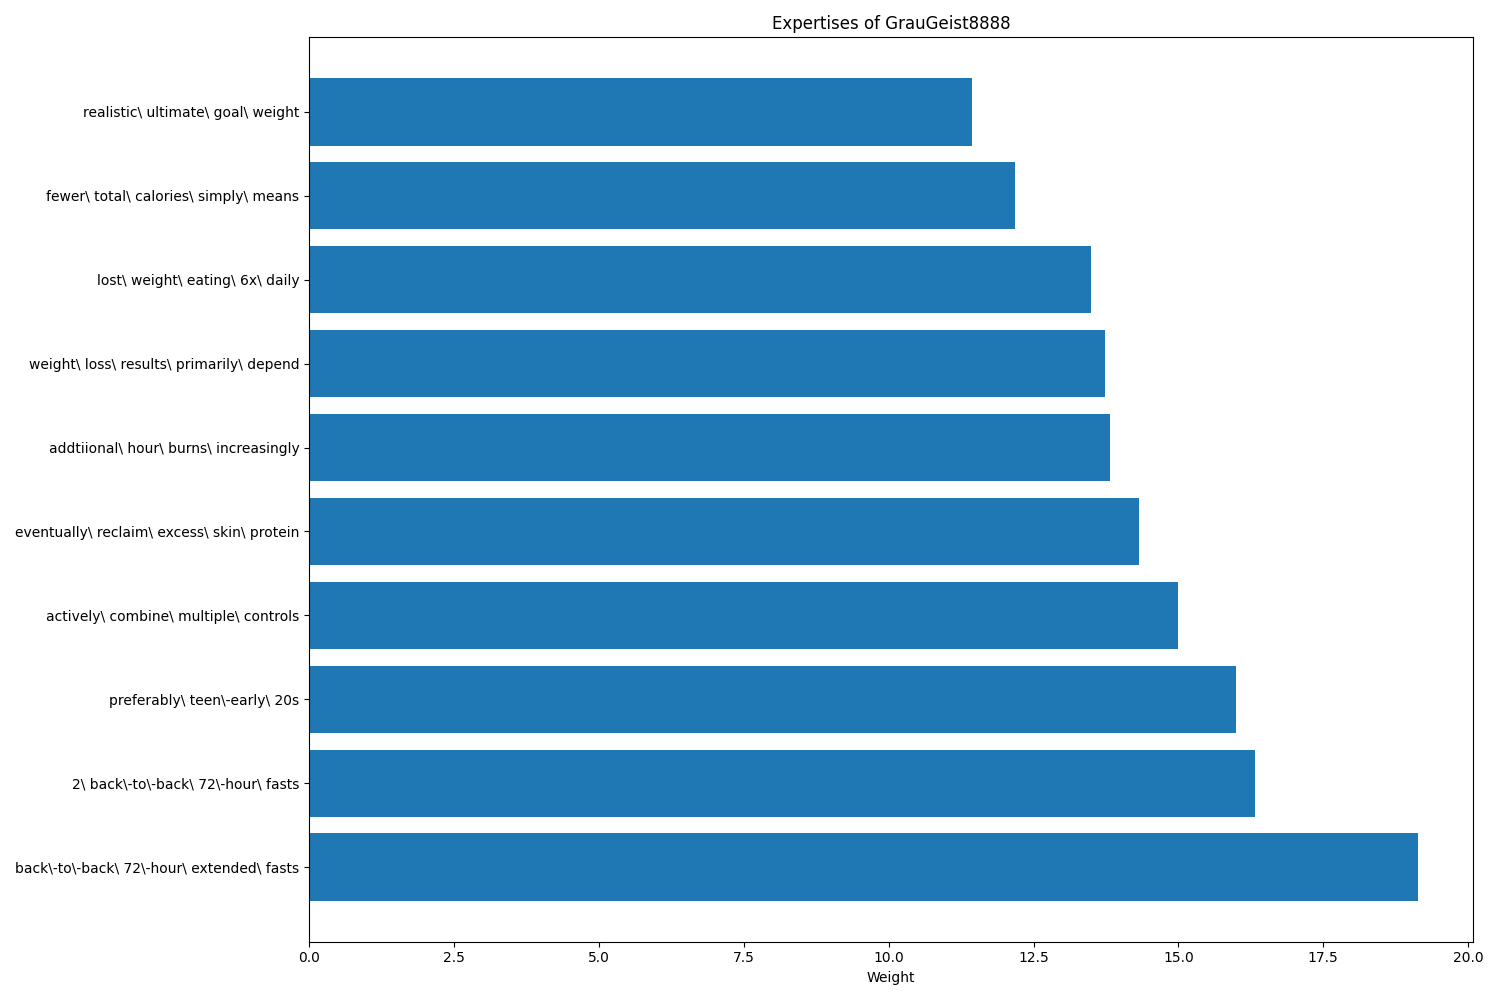 Expertises of GrauGeist8888
realistic\ ultimate\ goal\ weight
fewer\ total\ calories\ simply\ means
lost\ weight\ eating\ 6x\ daily
weight\ loss\ results\ primarily\ depend
addtiional\ hour\ burns\ increasingly
eventually\ reclaim\ excess\ skin\ protein
actively\ combine\ multiple\ controls
preferably\ teen\-early\ 20s
2\ back\-to\-back\ 72\-hour\ fasts
back\-to\-back\ 72\-hour\ extended\ fasts
0.0 2.5 5.0 7.5 10.0 12.5 15.0 17.5 20.0
Weight